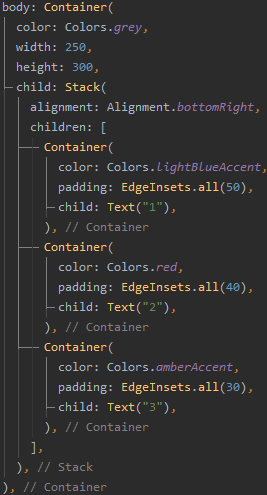 body: Container(
color: Colors.grey,
width: 250,
height: 300,
child: Stack(
alignment: Alignment.bottomRight,
children: [
Container(
color: Colors.lightBlueAccent,
padding: EdgeInsets.all(50),
child: Text("1"),
), // Container
Container(
color: Colors.red,
padding: EdgeInsets.all(40),
child: Text("2"),
), // Container
Container(
color: Colors.amberAccent,
padding: EdgeInsets.all(30),
child: Text("3"),
), // Container
],
), // Stack
), // Container